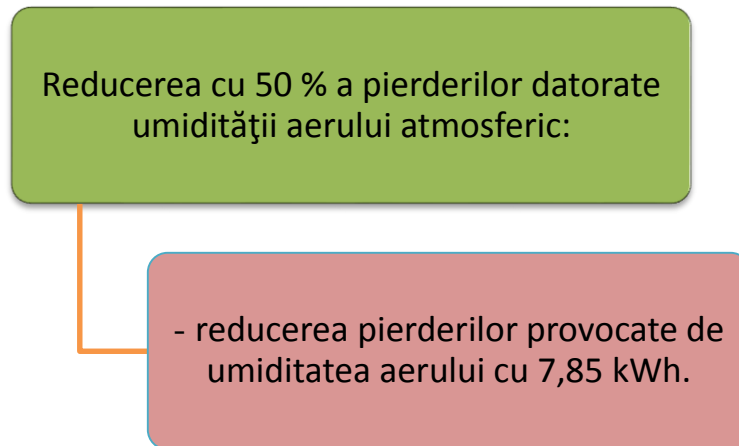 Reducerea cu 50 % a pierderilor datorate
umidităţii aerului atmosferic:
- reducerea pierderilor provocate de
umiditatea aerului cu 7,85 kWh.